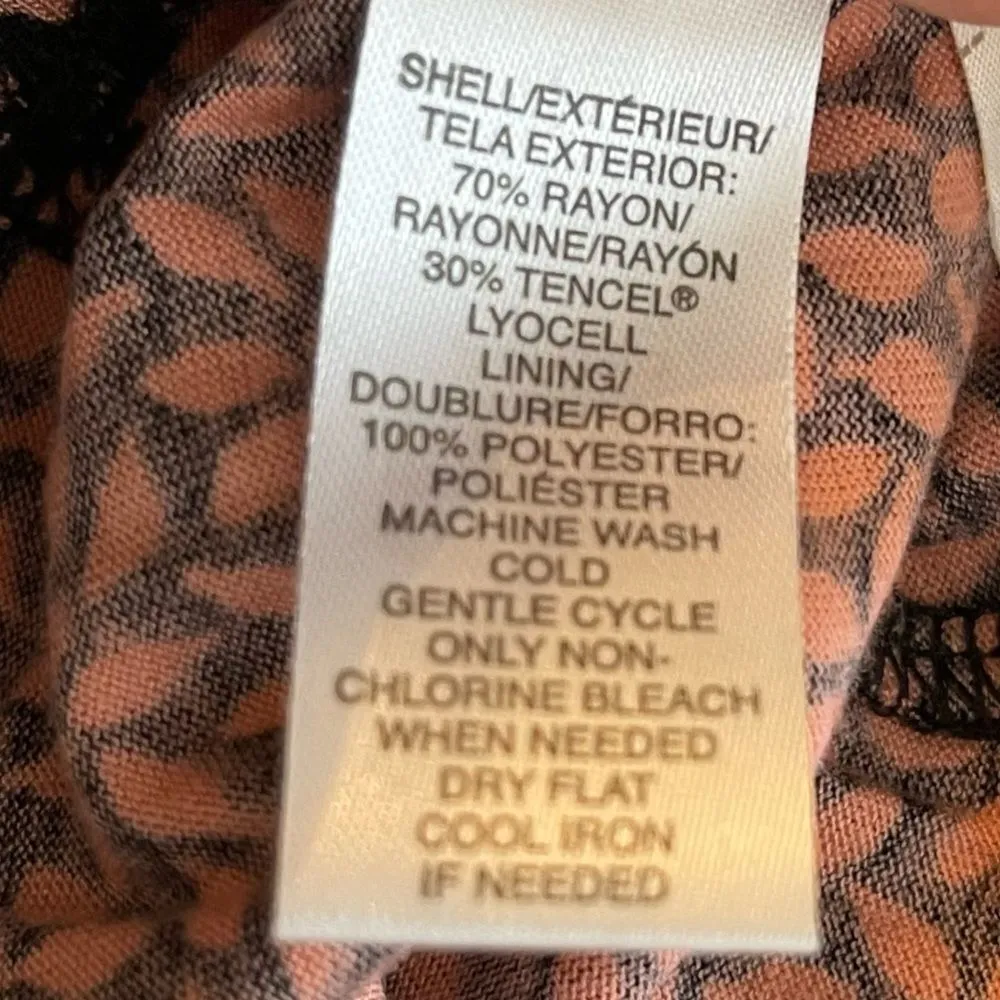 SHELL/EXTÉRIEUR/
TELA EXTERIOR:
70% RAYON/
RAYONNE/RAYÓN
30% TENCEL®
LYOCELL
LINING/
DOUBLURE/FORRO:
100% POLYESTER/
POLIÉSTER
MACHINE WASH
COLD
GENTLE CYCLE
ONLY NON-
CHLORINE BLEACH
WHEN NEEDED
DRY FLAT
COOL IRON
IF NEEDED